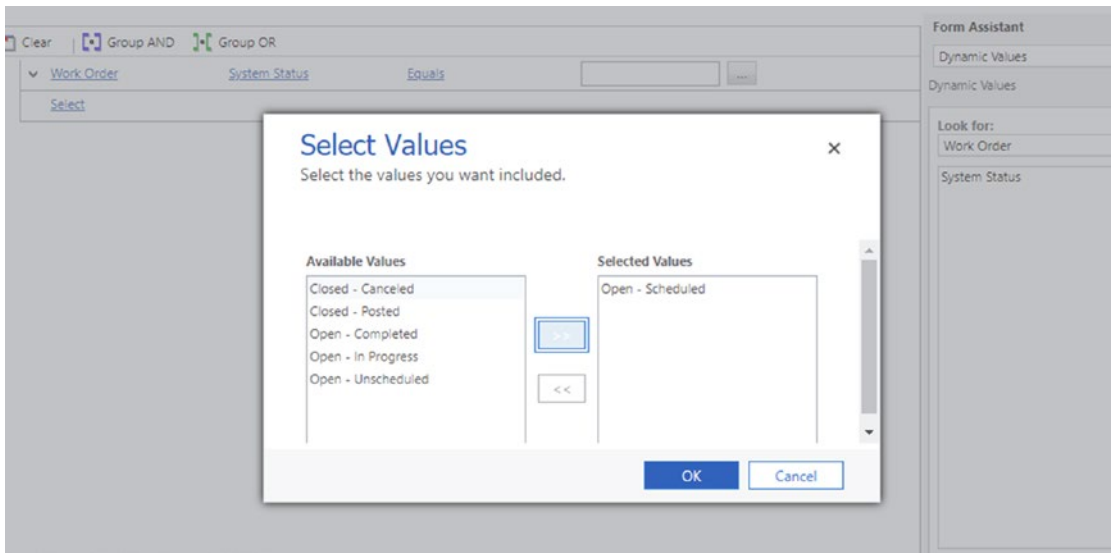 Clear | Group AND Group OR
Work Order System Status Equals ...
Select
Form Assistant
Dynamic Values
Dynamic Values
Look for:
Work Order
System Status
Select Values
Select the values you want included.
Available Values
Closed - Canceled
Closed - Posted
Open - Completed
Open - In Progress
Open - Unscheduled
>>
<<
Selected Values
Open - Scheduled
OK Cancel